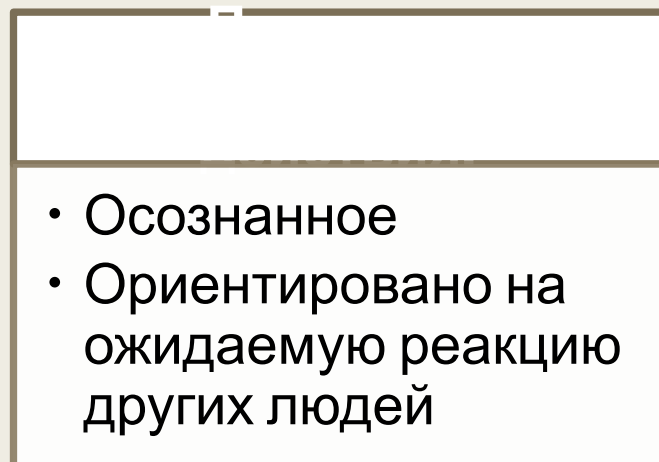 • Осознанное
• Ориентировано на
ожидаемую реакцию
других людей